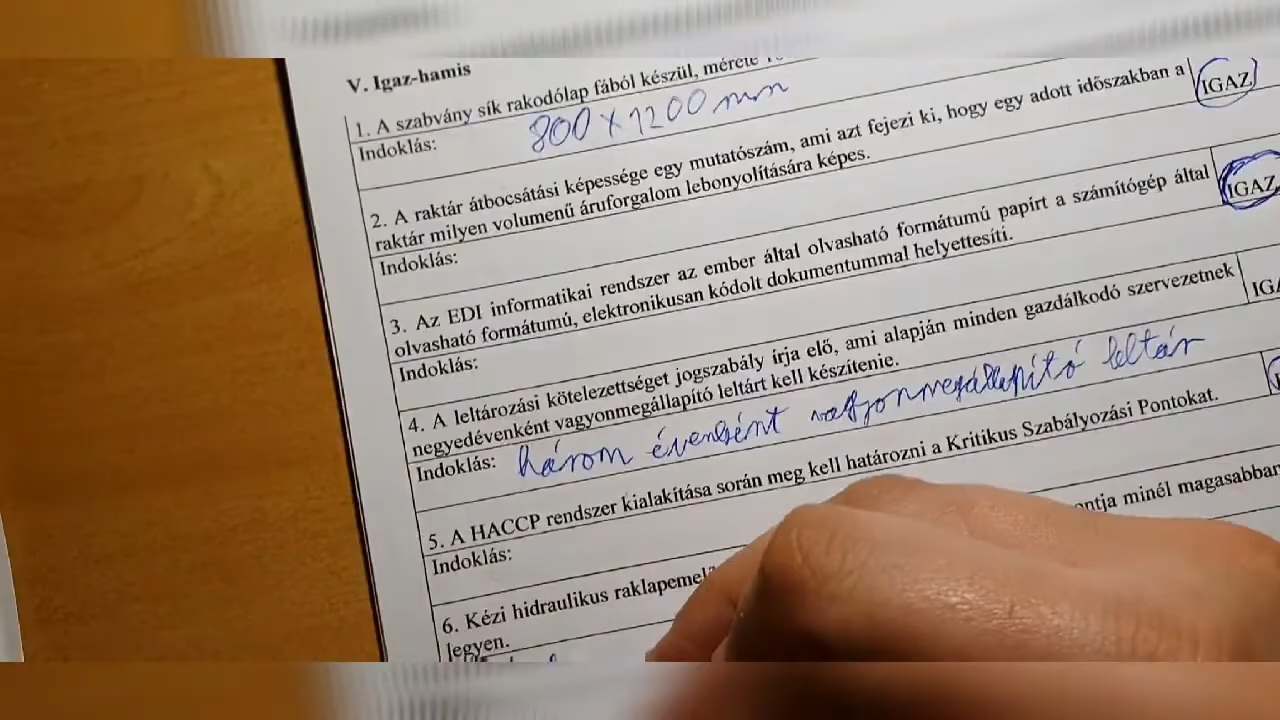 V. Igaz-hamis
1. A szabvány sík rakodólap fából készül, mérete
Indoklás: 800 x 1200 mm
2. A raktár átbocsátási képessége egy mutatószám, ami azt fejezi ki, hogy egy adott időszakban a IGAZ
raktár milyen volumenű áruforgalom lebonyolítására képes.
Indoklás:
3. Az EDI informatikai rendszer az ember által olvasható formátumú papírt a számítógép által IGAZ
olvasható formátumú, elektronikusan kódolt dokumentummal helyettesíti.
Indoklás:
4. A leltározási kötelezettséget jogszabály írja elő, ami alapján minden gazdálkodó szervezetnek
negyedévenként vagyonmegállapító leltárt kell készítenie.
Indoklás: három évenként vagyonmegállapító leltár
5. A HACCP rendszer kialakítása során meg kell határozni a Kritikus Szabályozási Pontokat.
Indoklás:
6. Kézi hidraulikus minél magasabban
legyen.